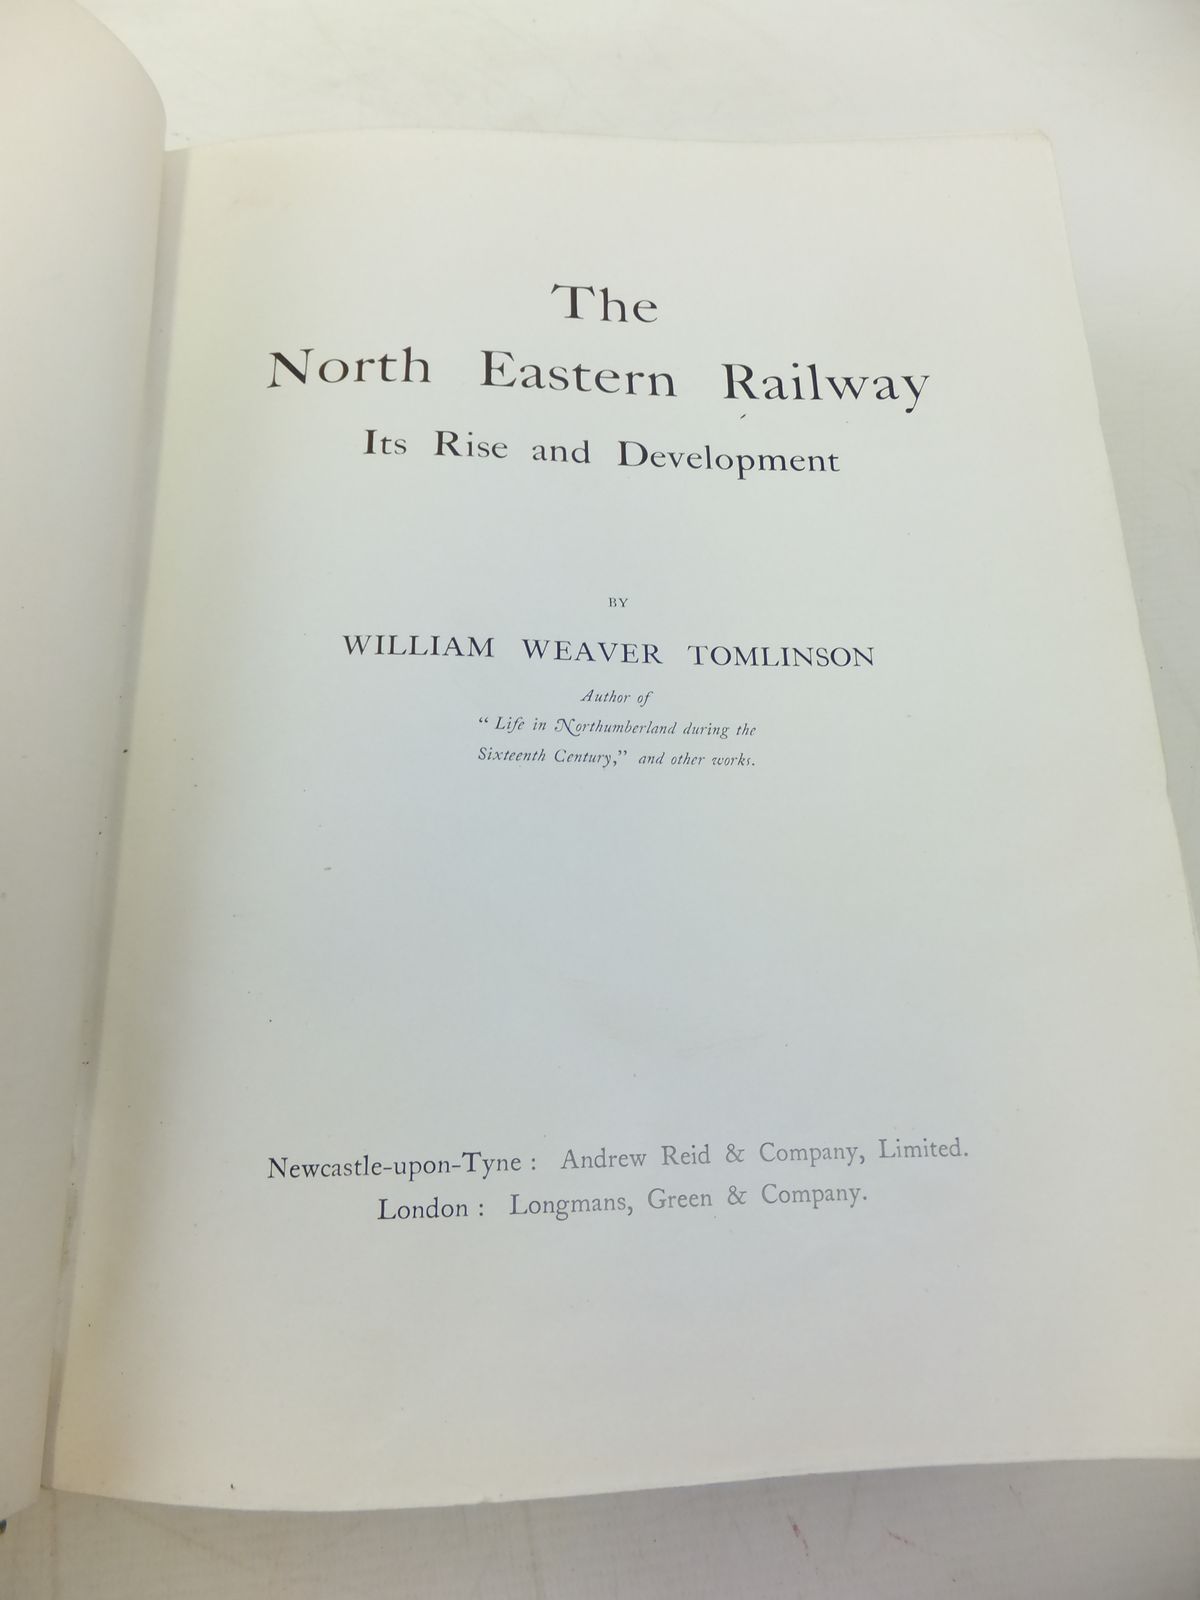 The
North Eastern Railway
Its Rise and Development
BY
WILLIAM WEAVER TOMLINSON
Author of
“ Life in Northumberland during the
Sixteenth Century,” and other works.
Newcastle-upon-Tyne : Andrew Reid & Company, Limited.
London : Longmans, Green & Company.